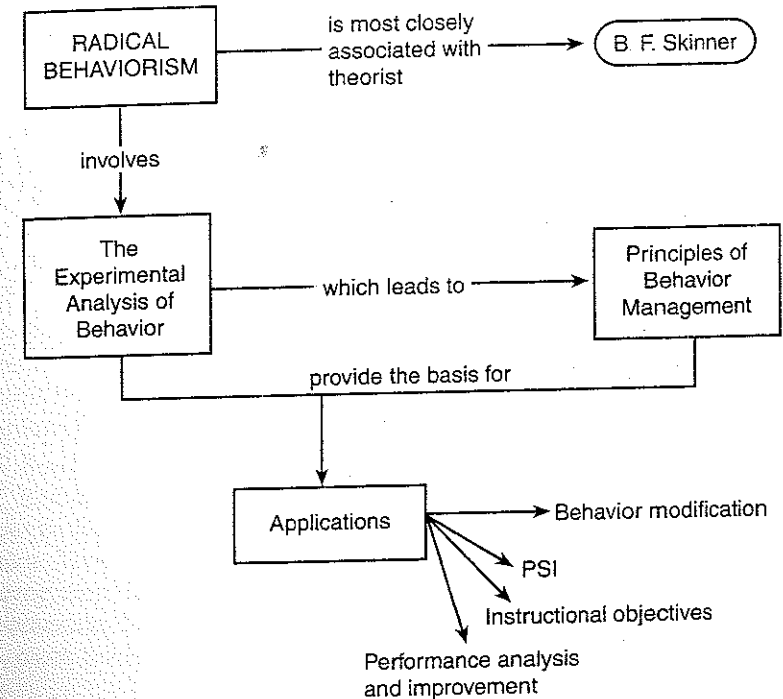 RADICAL
BEHAVIORISM
is most closely
associated with
theorist
B. F. Skinner
involves
The
Experimental
Analysis of
Behavior
which leads to
Principles of
Behavior
Management
provide the basis for
Applications
Behavior modification
PSI
Instructional objectives
Performance analysis
and improvement